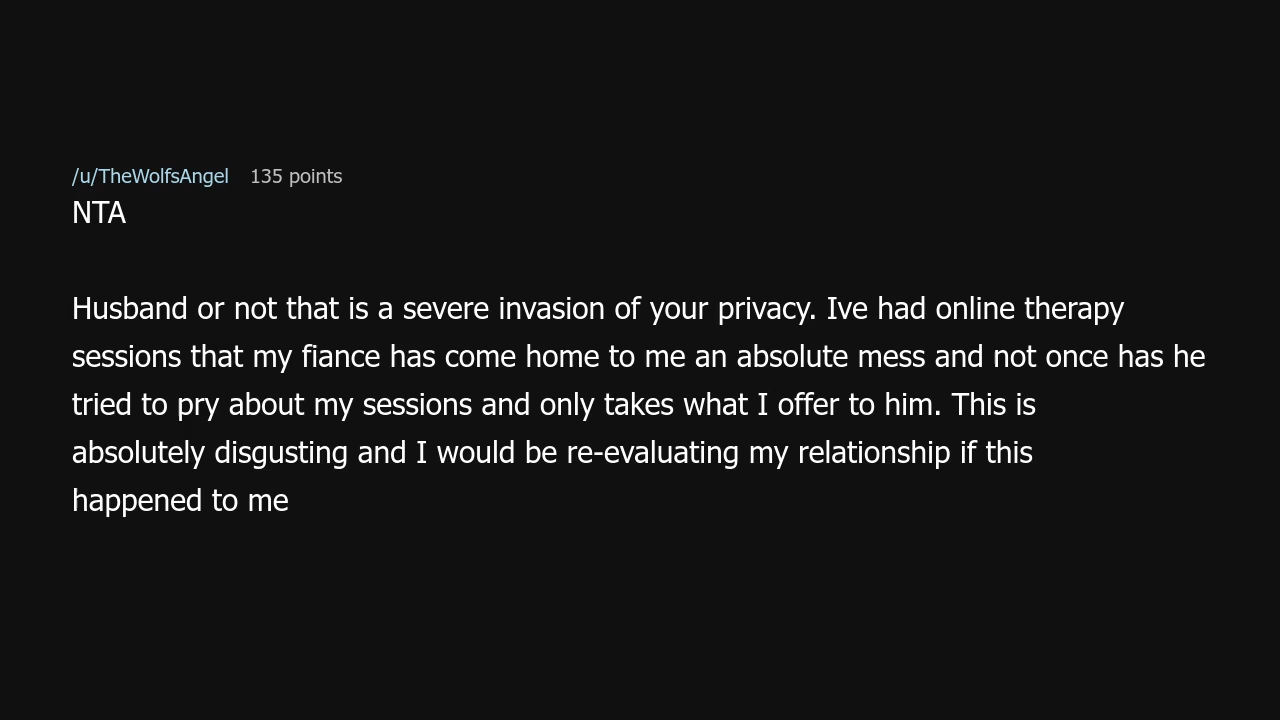 /u/TheWolfsAngel 135 points
NTA
Husband or not that is a severe invasion of your privacy. Ive had online therapy
sessions that my fiance has come home to me an absolute mess and not once has he
tried to pry about my sessions and only takes what I offer to him. This is
absolutely disgusting and I would be re-evaluating my relationship if this
happened to me